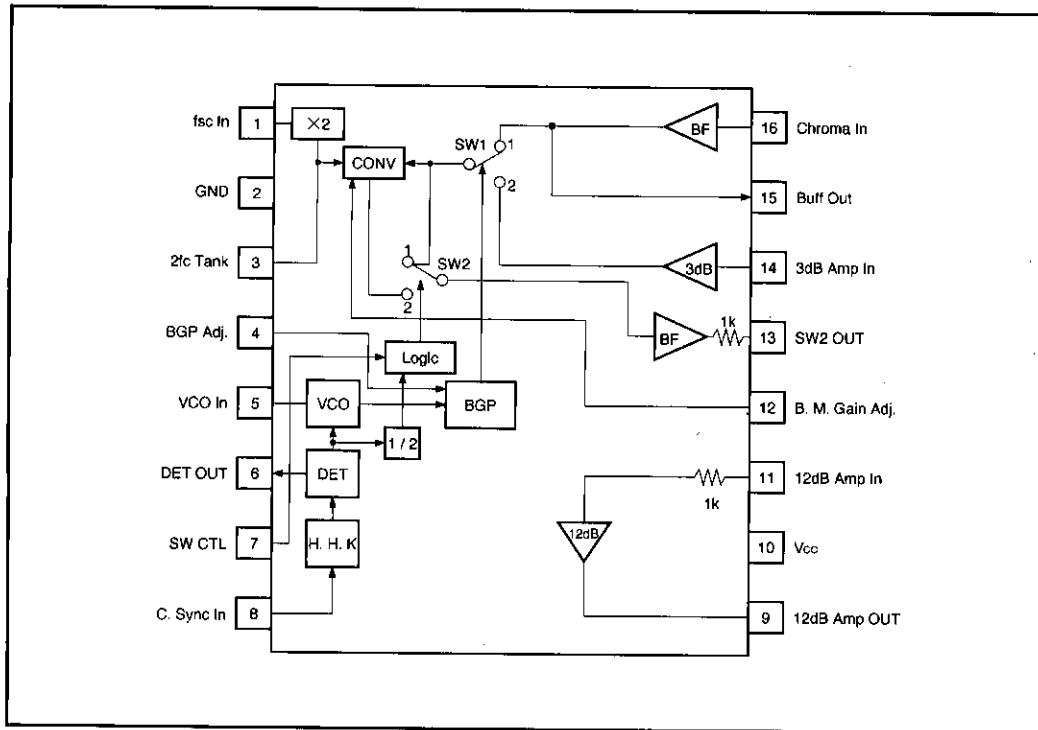 fsc In
1
×2
BF
16
Chroma In
SW1
1
CONV
GND
2
2
15
Buff Out
2fc Tank
3
1
SW2
3dB
14
3dB Amp In
2
BGP Adj.
4
BF
1k
13
SW2 OUT
Logic
VCO In
5
VCO
BGP
12
B. M. Gain Adj.
1 / 2
DET OUT
6
DET
11
12dB Amp In
1k
SW CTL
7
H. H. K
12dB
10
Vcc
C. Sync In
8
9
12dB Amp OUT